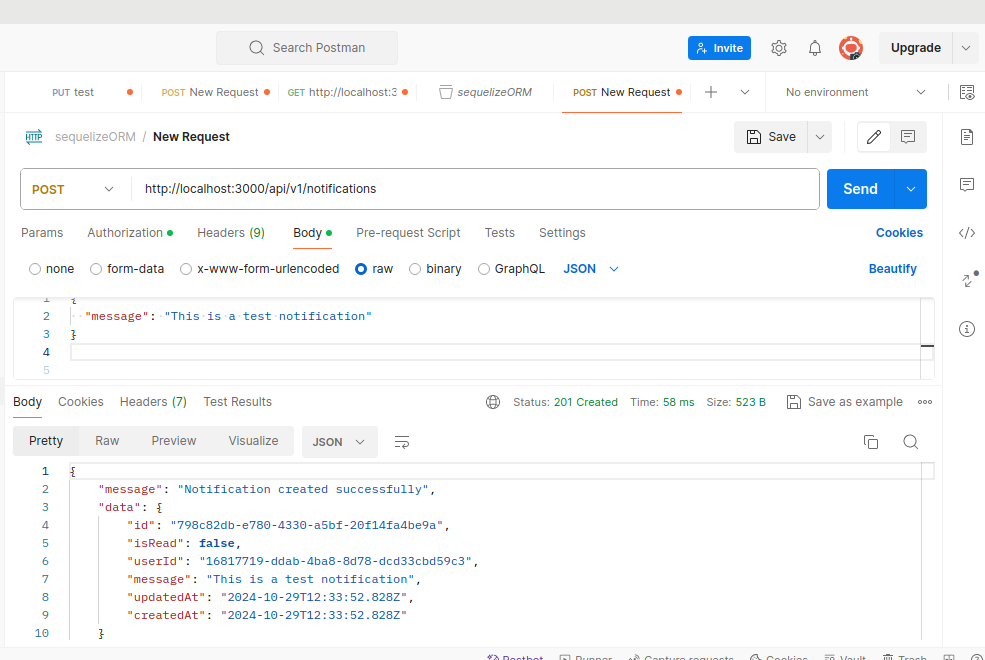 Search Postman
Invite
Upgrade
PUT test
POST New Request
GET http://localhost:3
sequelizeORM
POST New Request
No environment
HTTP
sequelizeORM / New Request
Save
POST
http://localhost:3000/api/v1/notifications
Send
Params
Authorization
Headers (9)
Body
Pre-request Script
Tests
Settings
Cookies
none
form-data
x-www-form-urlencoded
raw
binary
GraphQL
JSON
Beautify
1 {
2 "message": "This is a test notification"
3 }
4
5
Body
Cookies
Headers (7)
Test Results
Status: 201 Created
Time: 58 ms
Size: 523 B
Save as example
Pretty
Raw
Preview
Visualize
JSON
1 {
2 "message": "Notification created successfully",
3 "data": {
4 "id": "798c82db-e780-4330-a5bf-20f14fa4be9a",
5 "isRead": false,
6 "userId": "16817719-ddab-4ba8-8d78-dcd33cbd59c3",
7 "message": "This is a test notification",
8 "updatedAt": "2024-10-29T12:33:52.828Z",
9 "createdAt": "2024-10-29T12:33:52.828Z"
10 }
Postbot
Runner
Capture requests
Cookies
Vault
Trash